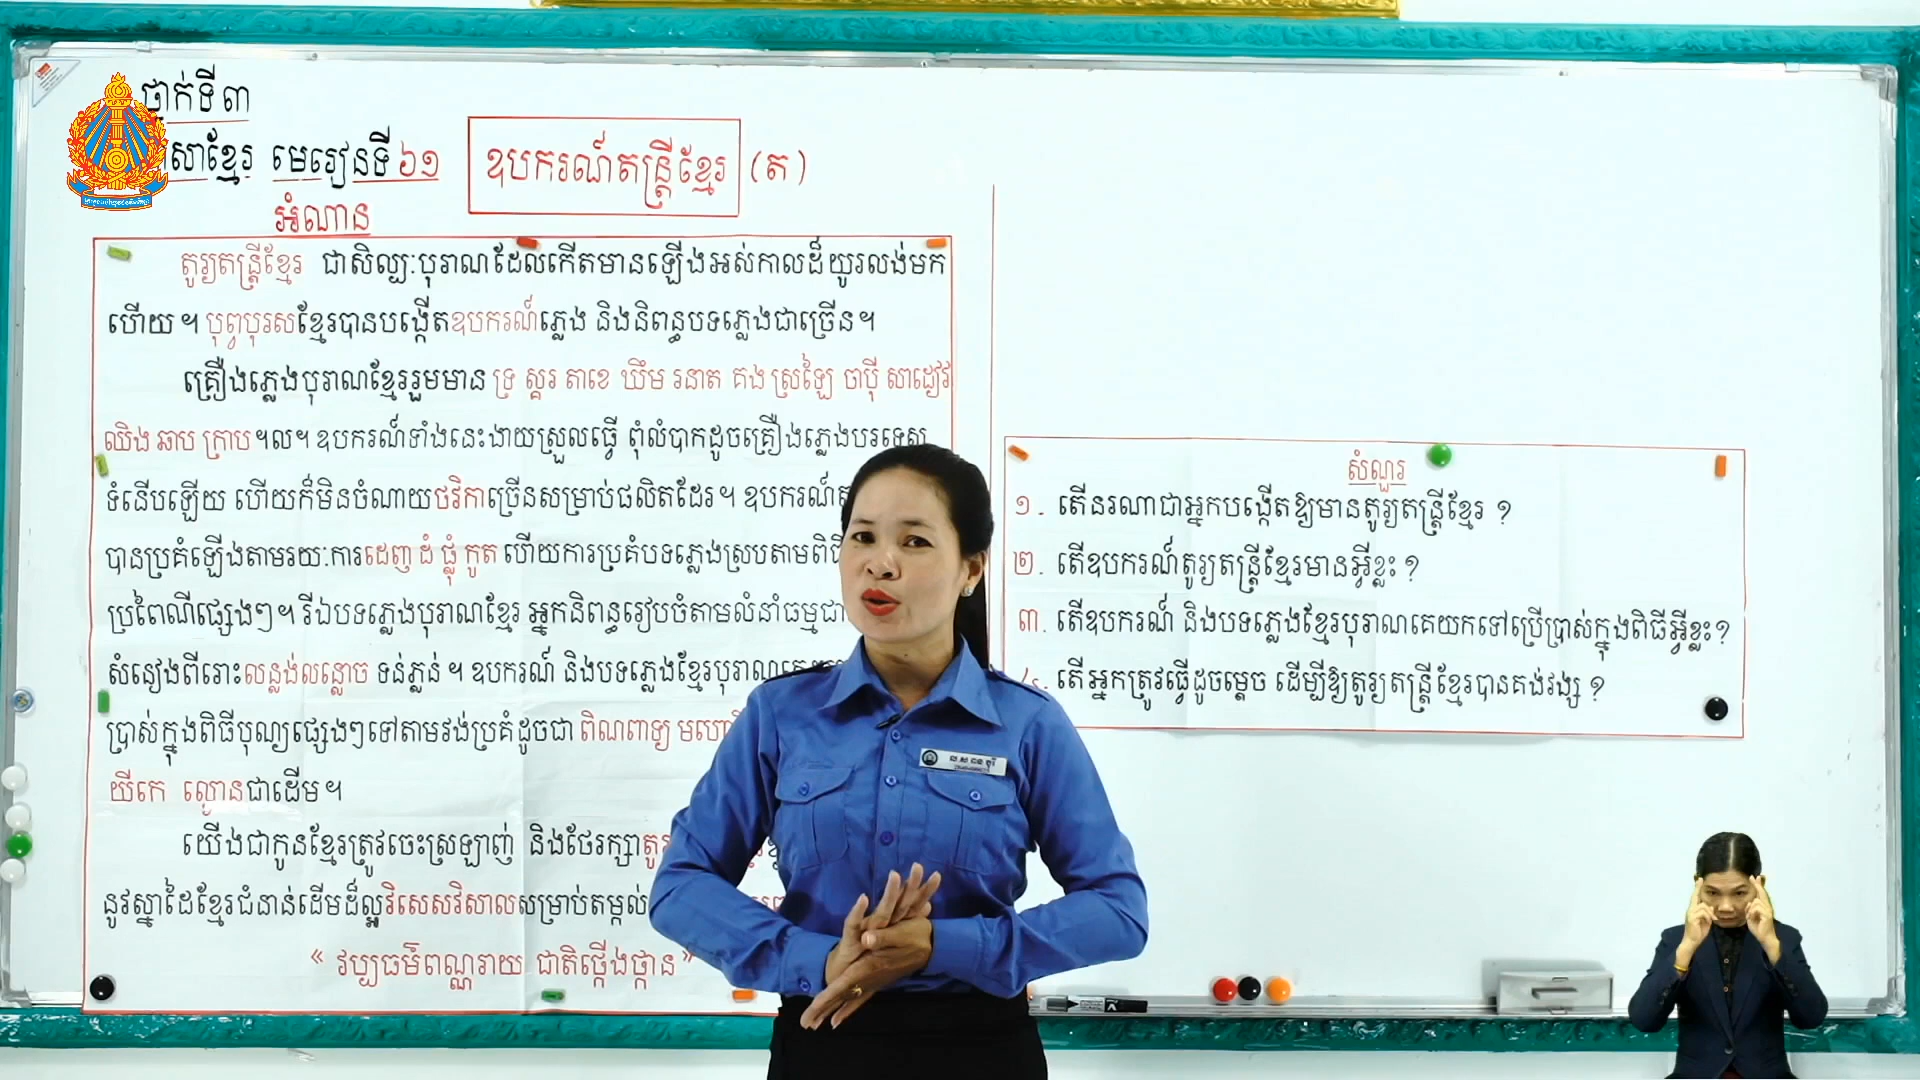 ថ្នាក់ទី ៣
ភាសាខ្មែរ មេរៀនទី ៦១ ឧបករណ៍តន្ត្រីខ្មែរ (ត)
អំណាន
តូរ្យតន្ត្រីខ្មែរ ជាសិល្បៈបុរាណដែលកើតមានឡើងអស់កាលដ៏យូរលង់មក
ហើយ ។ បុព្វបុរសខ្មែរបានបង្កើតឧបករណ៍ភ្លេង និងនិពន្ធបទភ្លេងជាច្រើន ។
គ្រឿងភ្លេងបុរាណខ្មែររួមមាន ទ្រ ស្គរ តាខេ ឃឹម រនាត គង ស្រឡៃ ចាប៉ី សាដៀវ
ឈិង ឆាប ក្រាប ។ល។ ឧបករណ៍ទាំងនេះងាយស្រួលធ្វើ ពុំលំបាកដូចគ្រឿងភ្លេងបរទេស
ទំនើបឡើយ ហើយក៏មិនចំណាយថវិកាច្រើនសម្រាប់ផលិតដែរ ។ ឧបករណ៍
បានប្រគំឡើងតាមរយៈការដេញ ដំ ផ្លុំ កូត ហើយការប្រគំបទភ្លេងស្របតាមពិធី
ប្រពៃណីផ្សេងៗ ។ រីឯបទភ្លេងបុរាណខ្មែរ អ្នកនិពន្ធរៀបចំតាមលំនាំធម្មជា
សំនៀងពីរោះលន្លង់លន្លោច ទន់ភ្លន់ ។ ឧបករណ៍ និងបទភ្លេងខ្មែរបុរាណ
ប្រាស់ក្នុងពិធីបុណ្យផ្សេងៗទៅតាមវង់ប្រគំដូចជា ពិណពាទ្យ
យីកេ ល្ខោនជាដើម ។
យើងជាកូនខ្មែរត្រូវចេះស្រឡាញ់ និងថែរក្សា
នូវស្នាដៃខ្មែរជំនាន់ដើមដ៏ល្អវិសេសវិសាលសម្រាប់តម្កល់
« វប្បធម៌ពណ្ណរាយ ជាតិថ្កើងថ្កាន »
សំណួរ
១. តើនរណាជាអ្នកបង្កើតឱ្យមានតូរ្យតន្ត្រីខ្មែរ ?
២. តើឧបករណ៍តូរ្យតន្ត្រីខ្មែរមានអ្វីខ្លះ ?
៣. តើឧបករណ៍ និងបទភ្លេងខ្មែរបុរាណគេយកទៅប្រើប្រាស់ក្នុងពិធីអ្វីខ្លះ ?
៤. តើអ្នកត្រូវធ្វើដូចម្ដេច ដើម្បីឱ្យតូរ្យតន្ត្រីខ្មែរបានគង់វង្ស ?